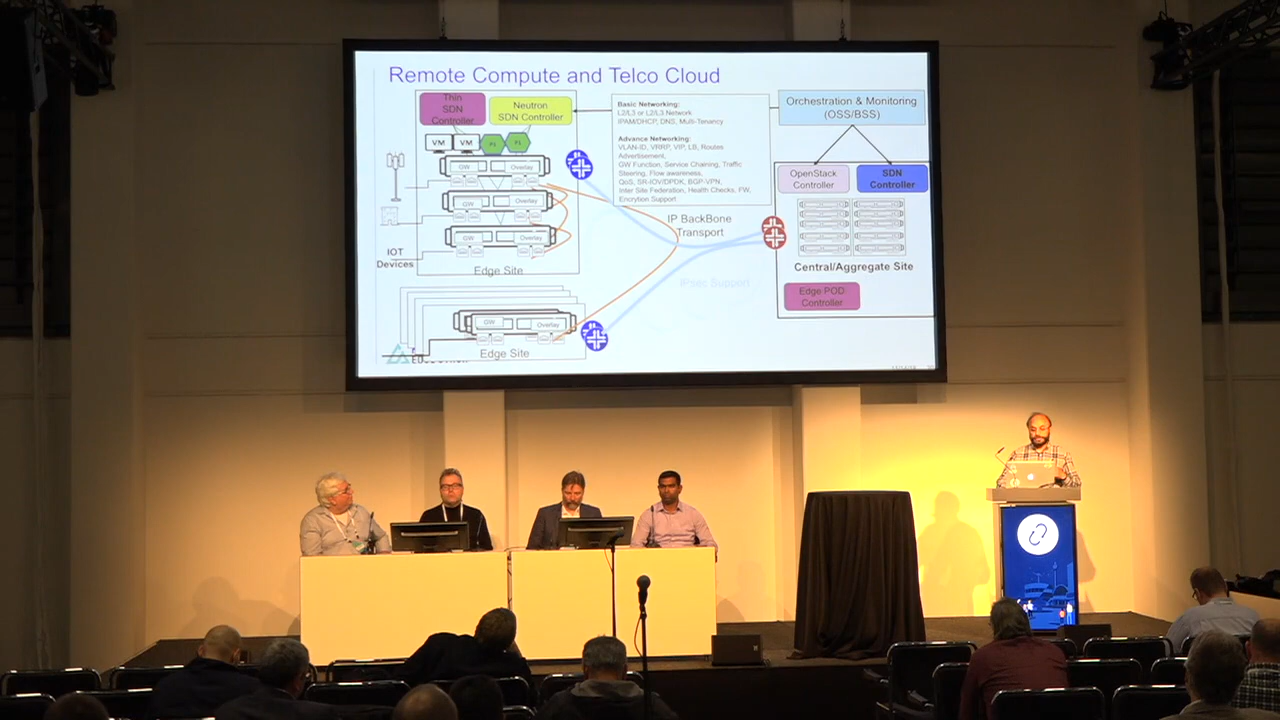 Remote Compute and Telco Cloud
Thin
SDN
Controller
Neutron
SDN Controller
Basic Networking:
L2/L3 or L2/L3 Network
IPAM/DHCP, DNS, Multi-Tenancy
Advance Networking:
VLAN-ID, VRRP, VIP, LB, Routes
Advertisement,
GW Function, Service Chaining, Traffic
Steering, Flow awareness,
QoS, SR-IOV/DPDK, BGP-VPN,
Inter Site Federation, Health Checks, FW,
Encrytion Support
Orchestration & Monitoring
(OSS/BSS)
OpenStack
Controller
SDN
Controller
VM
VM
GW
Overlay
GW
Overlay
GW
Overlay
IOT
Devices
Edge Site
IP BackBone
Transport
IPsec Support
Central/Aggregate Site
Edge POD
Controller
GW
Overlay
Edge Site